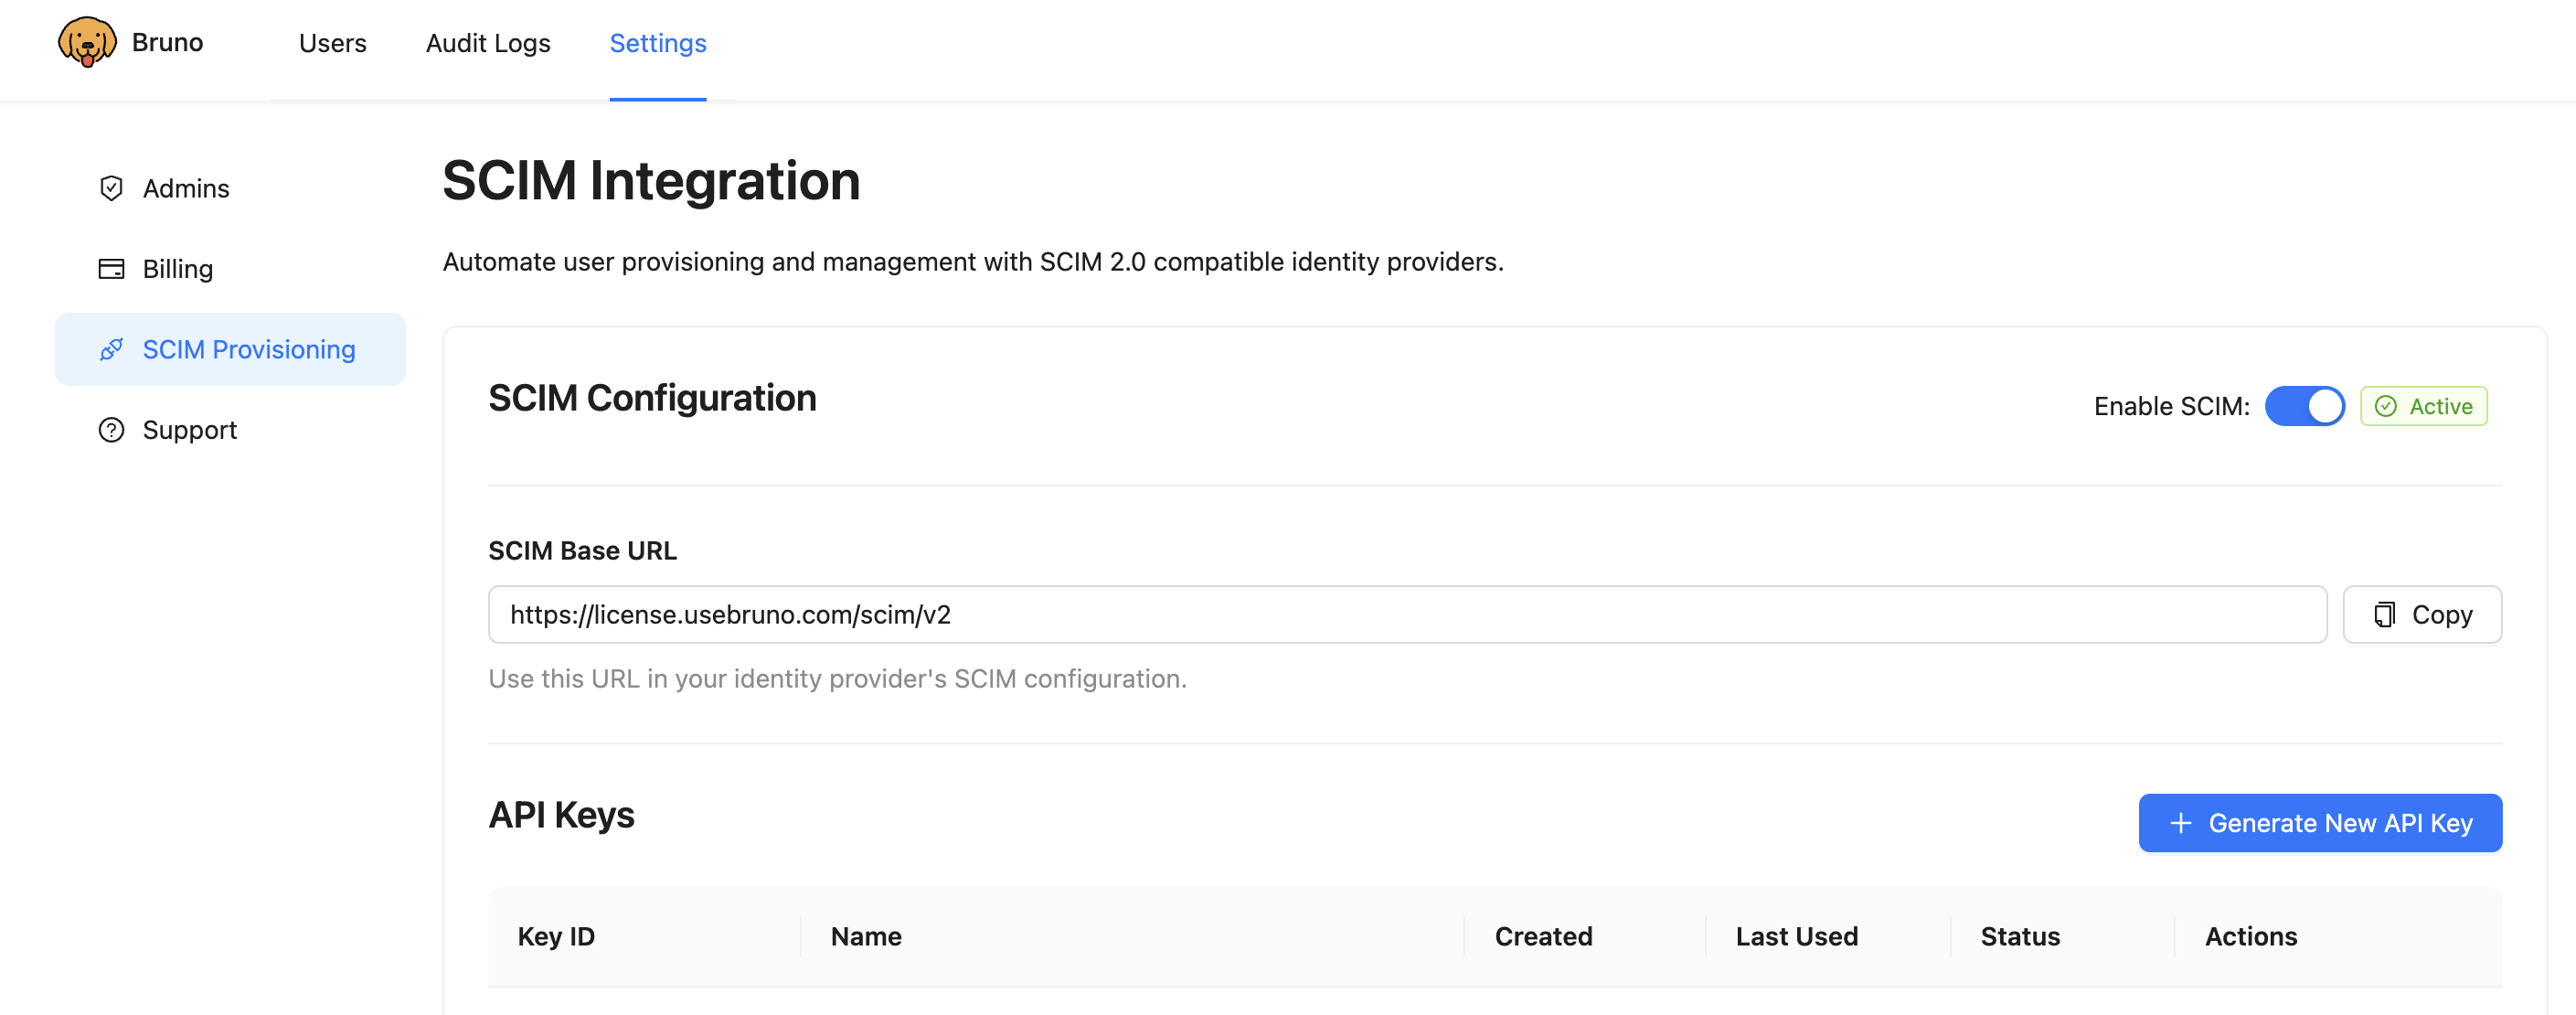 Bruno
Users
Audit Logs
Settings
Admins
Billing
SCIM Provisioning
Support
SCIM Integration
Automate user provisioning and management with SCIM 2.0 compatible identity providers.
SCIM Configuration
Enable SCIM:
Active
SCIM Base URL
https://license.usebruno.com/scim/v2
Copy
Use this URL in your identity provider's SCIM configuration.
API Keys
Generate New API Key
Key ID
Name
Created
Last Used
Status
Actions